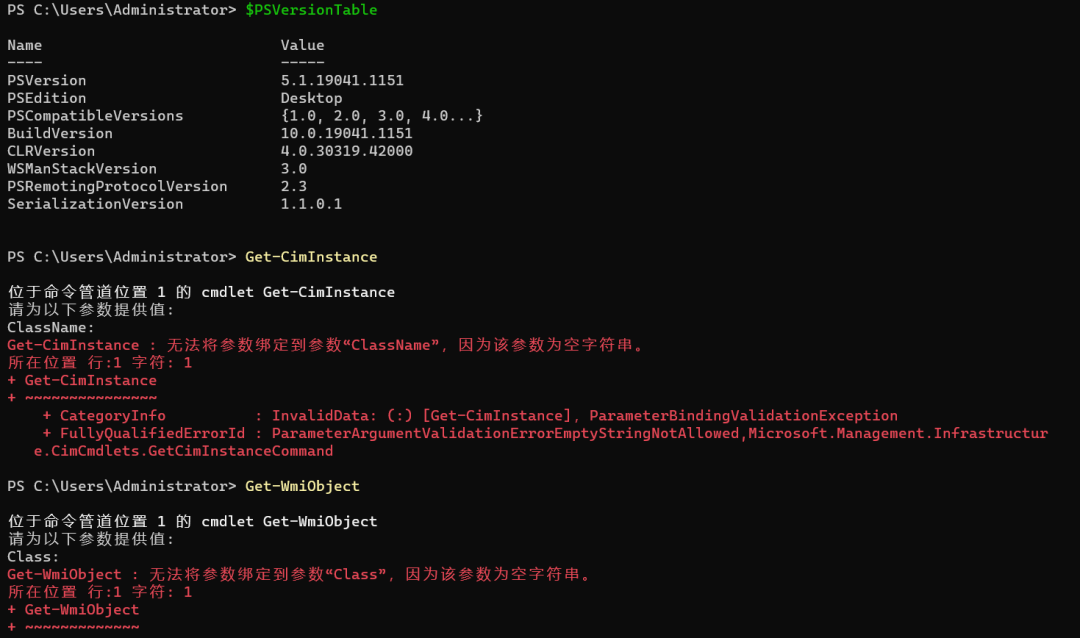 PS C:\Users\Administrator> $PSVersionTable
Name                           Value
----                           -----
PSVersion                      5.1.19041.1151
PSEdition                      Desktop
PSCompatibleVersions           {1.0, 2.0, 3.0, 4.0...}
BuildVersion                   10.0.19041.1151
CLRVersion                     4.0.30319.42000
WSManStackVersion              3.0
PSRemotingProtocolVersion      2.3
SerializationVersion           1.1.0.1
PS C:\Users\Administrator> Get-CimInstance
位于命令管道位置 1 的 cmdlet Get-CimInstance
请为以下参数提供值:
ClassName:
Get-CimInstance : 无法将参数绑定到参数“ClassName”，因为该参数为空字符串。
所在位置 行:1 字符: 1
+ Get-CimInstance
+ ~~~~~~~~~~~~~~~
    + CategoryInfo          : InvalidData: (:) [Get-CimInstance], ParameterBindingValidationException
    + FullyQualifiedErrorId : ParameterArgumentValidationErrorEmptyStringNotAllowed,Microsoft.Management.Infrastructur
   e.CimCmdlets.GetCimInstanceCommand
PS C:\Users\Administrator> Get-WmiObject
位于命令管道位置 1 的 cmdlet Get-WmiObject
请为以下参数提供值:
Class:
Get-WmiObject : 无法将参数绑定到参数“Class”，因为该参数为空字符串。
所在位置 行:1 字符: 1
+ Get-WmiObject
+ ~~~~~~~~~~~~~